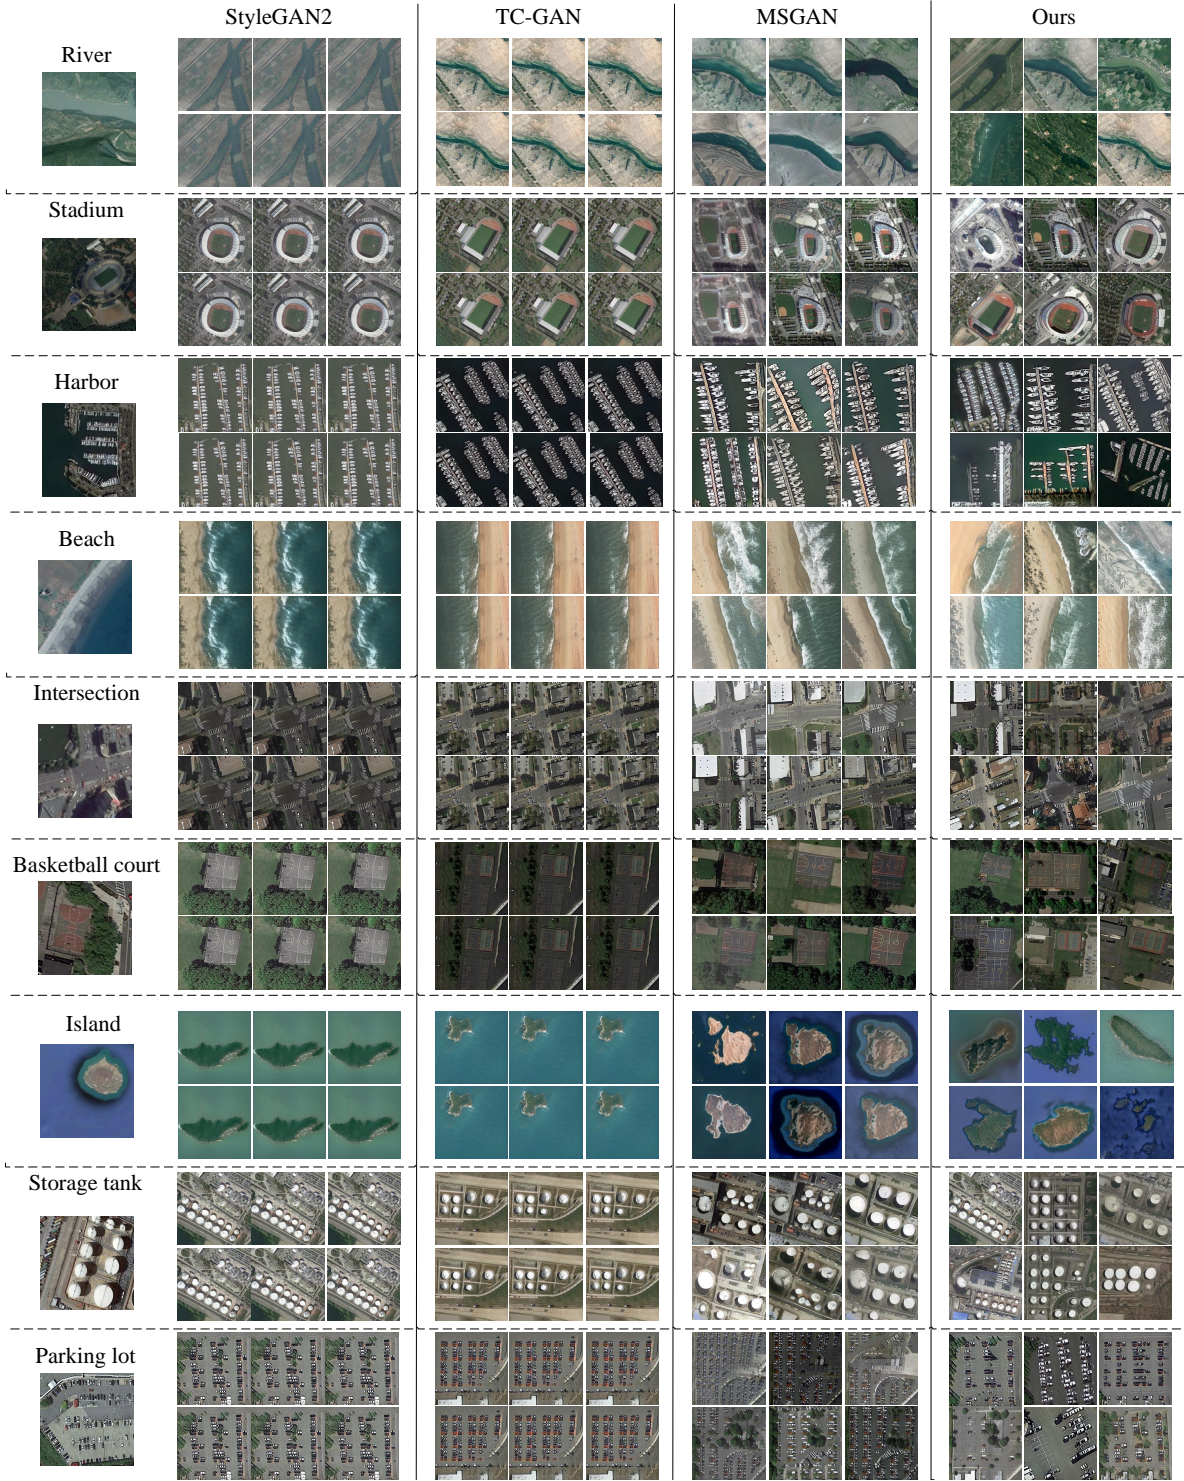 StyleGAN2
TC-GAN
MSGAN
Ours
River
Stadium
Harbor
Beach
Intersection
Basketball court
Island
Storage tank
Parking lot